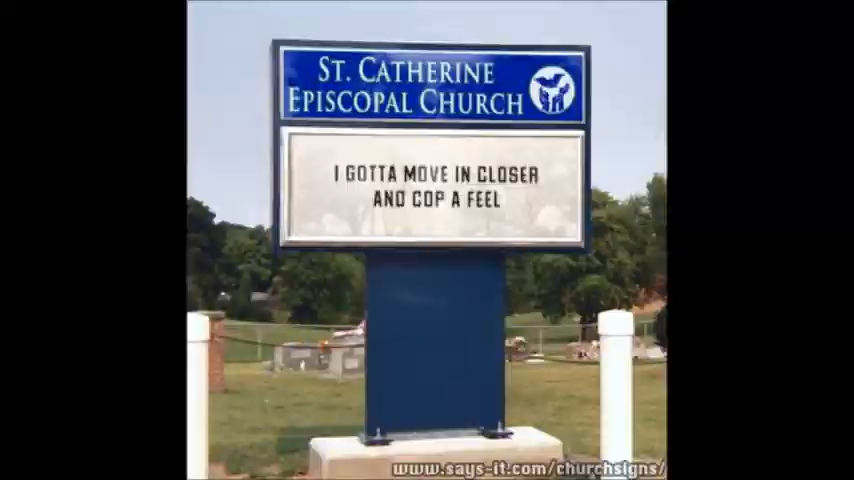 ST. CATHERINE
EPISCOPAL CHURCH
I GOTTA MOVE IN CLOSER
AND COP A FEEL
www.says-it.com/churchsigns/